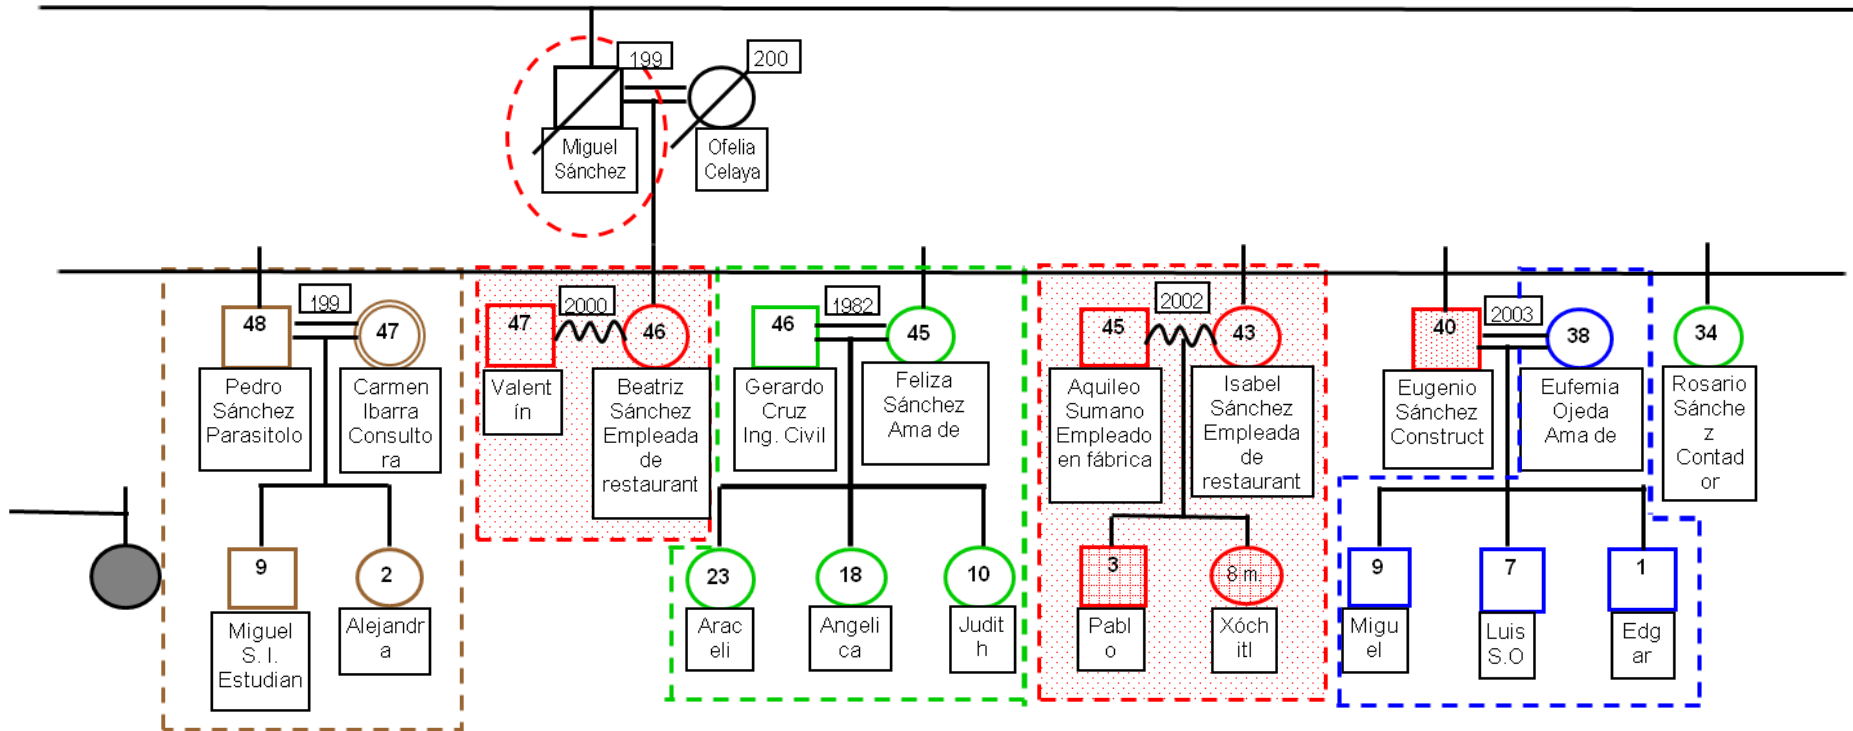 199
200
Miguel
Sánchez
Ofelia
Celaya
199
48
47
Pedro
Sánchez
Parasitolo
Carmen
Ibarra
Consulto
ra
9
2
Miguel
S. I.
Estudian
Alejandr
a
2000
47
46
Valent
ín
Beatriz
Sánchez
Empleada
de
restaurant
1982
46
45
Gerardo
Cruz
Ing. Civil
Feliza
Sánchez
Ama de
23
18
10
Arac
eli
Angeli
ca
Judit
h
2002
45
43
Aquileo
Sumano
Empleado
en fábrica
Isabel
Sánchez
Empleada
de
restaurant
3
8 m.
Pabl
o
Xóch
itl
2003
40
38
Eugenio
Sánchez
Construct
Eufemia
Ojeda
Ama de
9
7
1
Migu
el
Luis
S.O
Edg
ar
34
Rosario
Sánche
z
Contad
or